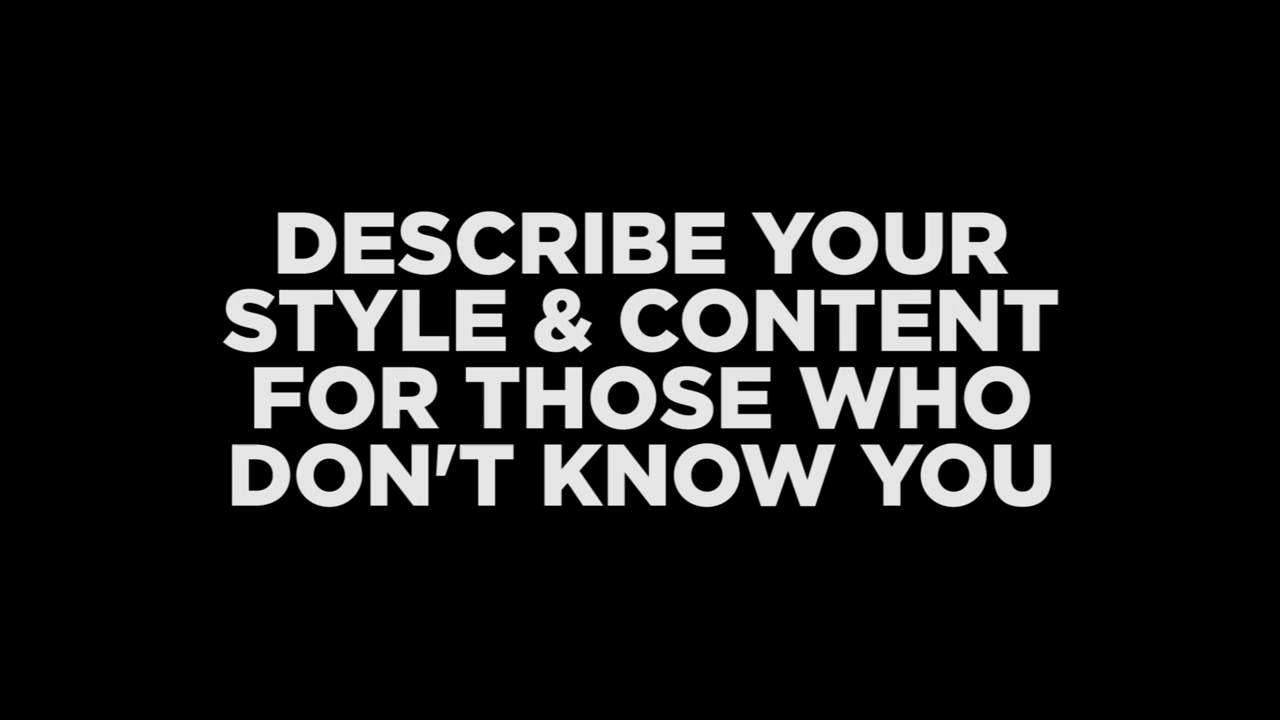 DESCRIBE YOUR
STYLE & CONTENT
FOR THOSE WHO
DON'T KNOW YOU